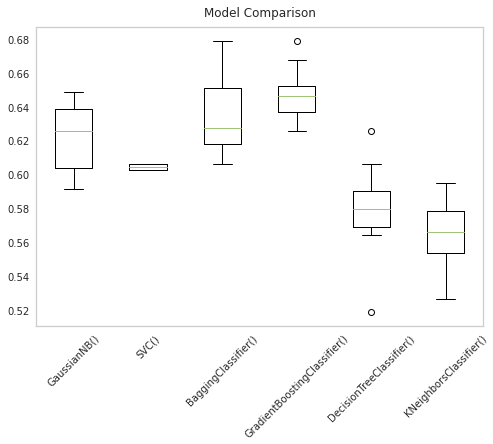 Model Comparison
0.68
0.66
0.64
0.62
0.60
0.58
0.56
0.54
0.52
GaussianNB()
SVC()
BaggingClassifier()
GradientBoostingClassifier()
DecisionTreeClassifier()
KNeighborsClassifier()